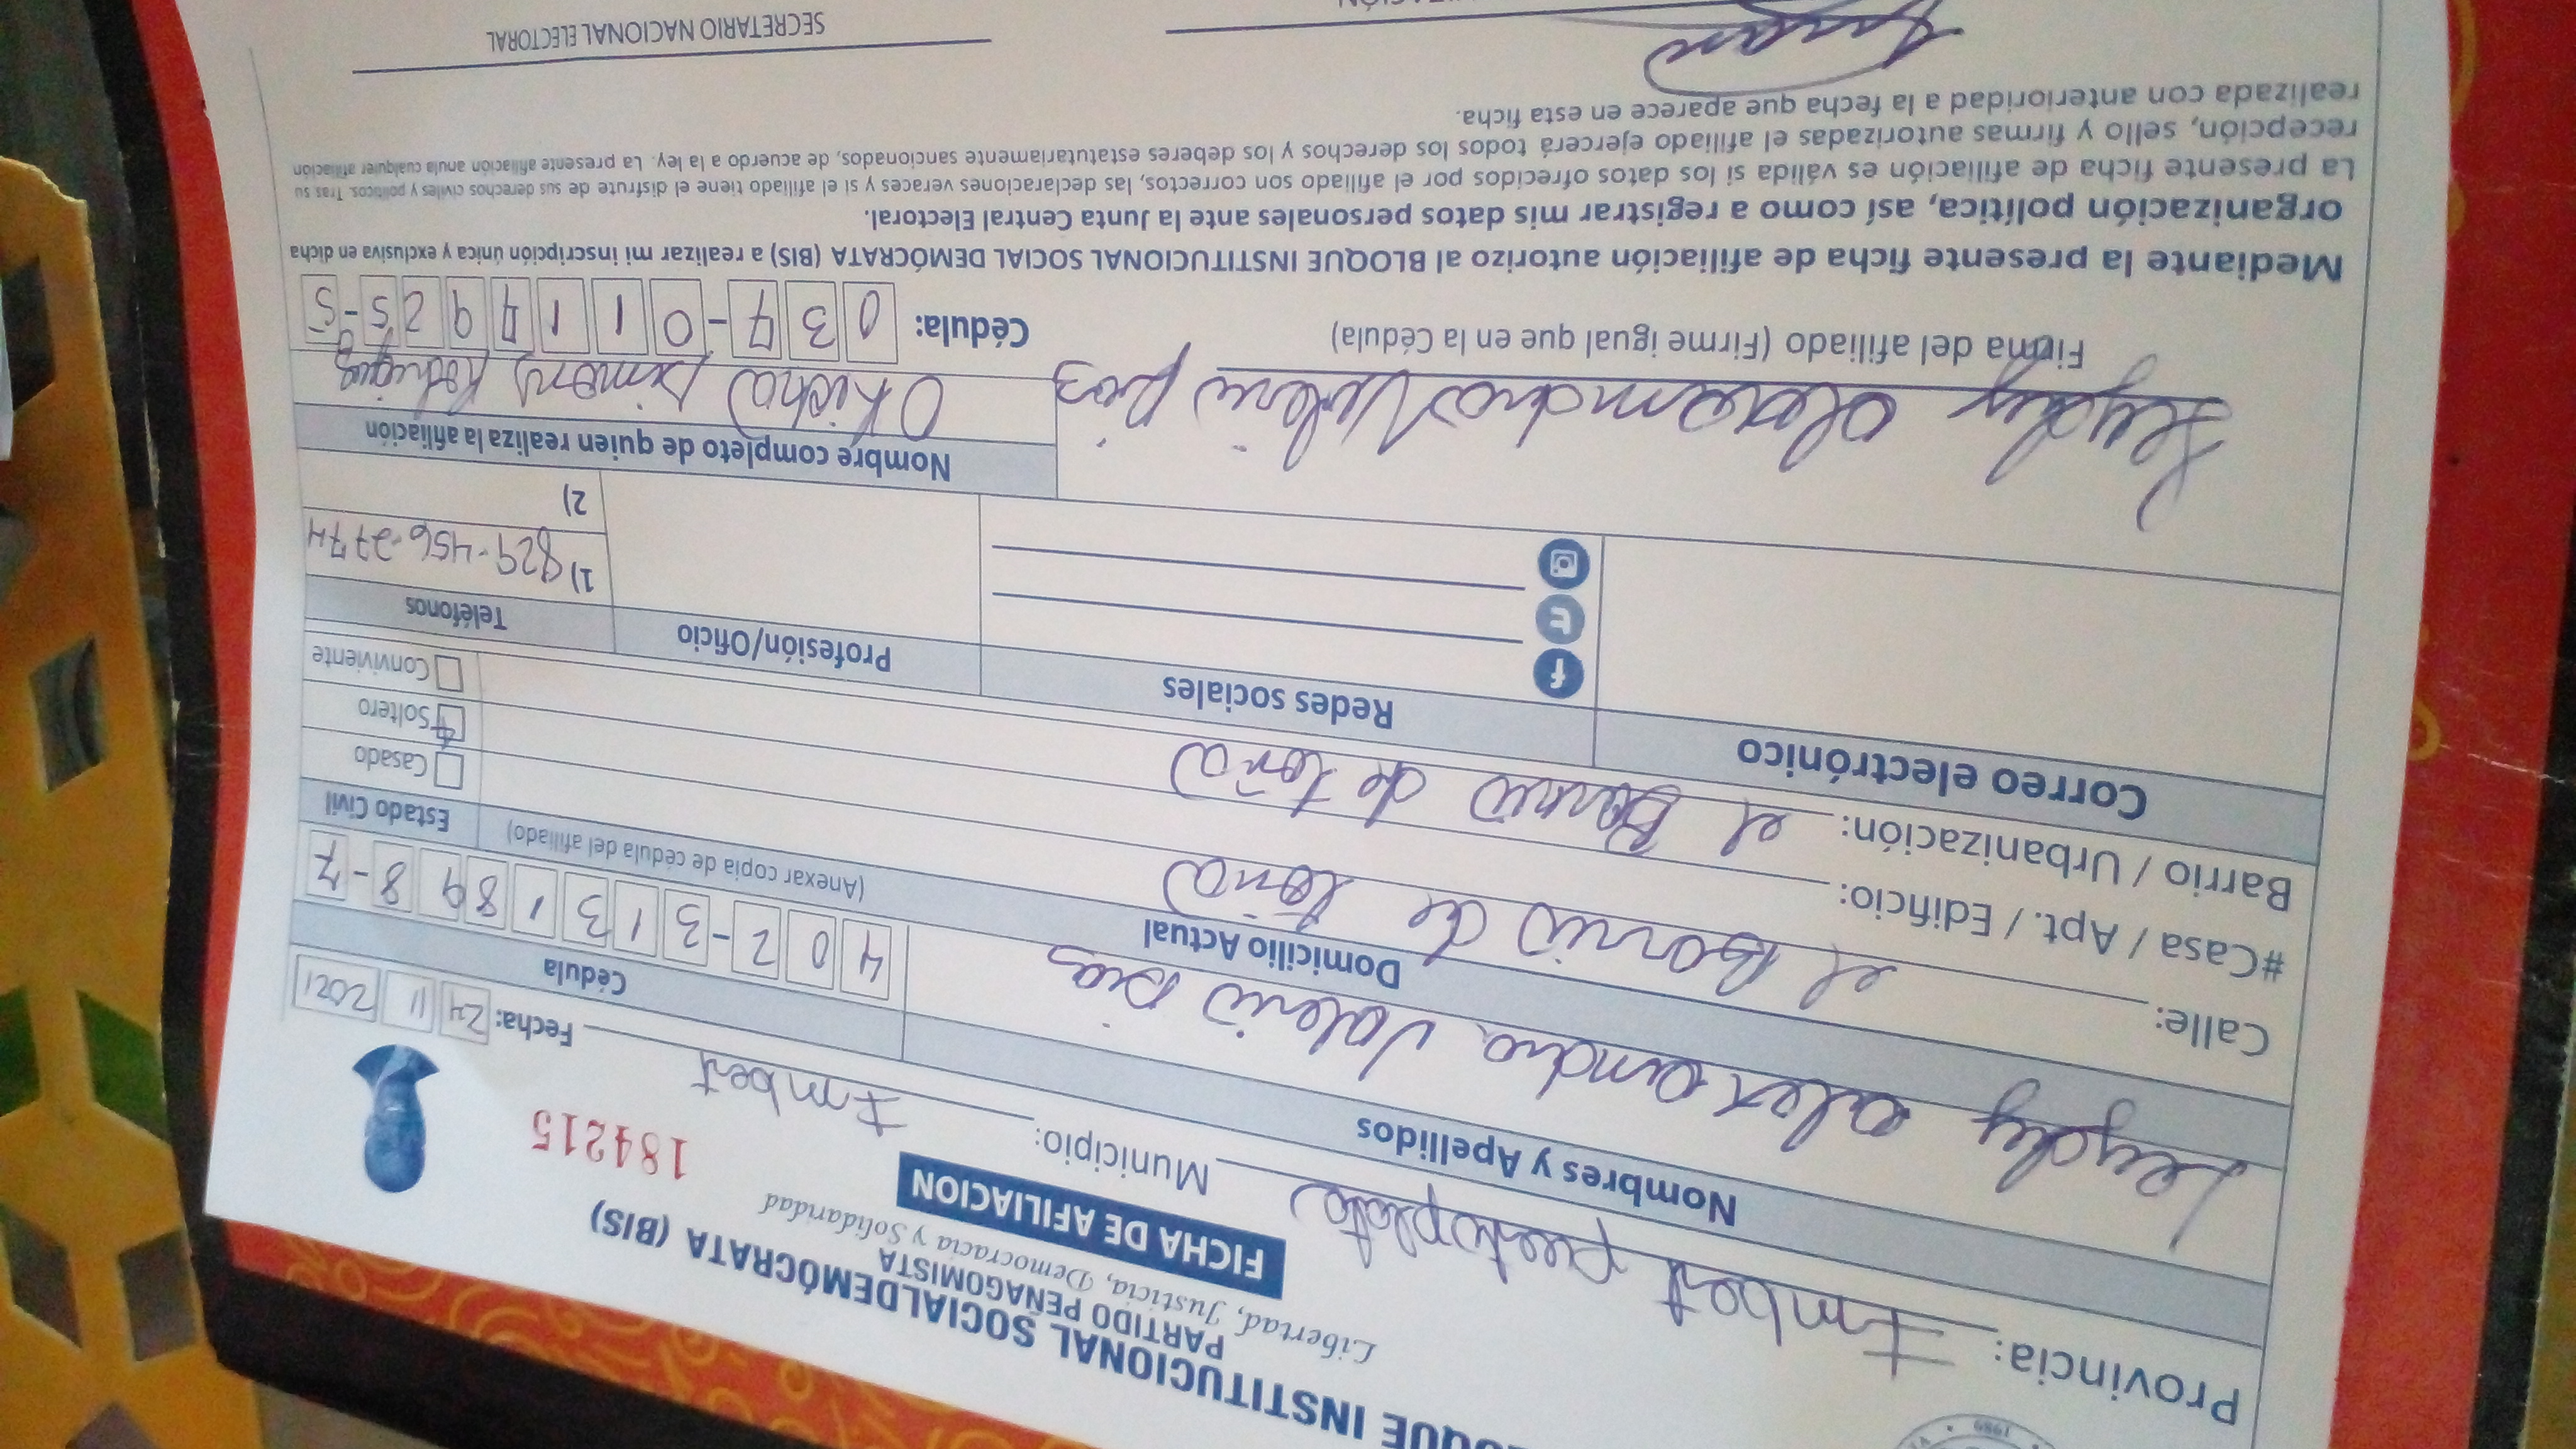 BLOQUE INSTITUCIONAL SOCIALDEMÓCRATA (BIS)
PARTIDO PEÑAGOMISTA
Libertad, Justicia, Democracia y Solidaridad
FICHA DE AFILIACION
184215
1989
Provincia: Imbert puertoplata Municipio: Imbert Fecha: 24 11 2021
Nombres y Apellidos Cédula
Leydy alexandra Valerio Dias 402-3131898-7
Domicilio Actual (Anexar copia de cédula del afiliado) Estado Civil
Calle: el Barrio de toña
#Casa / Apt. / Edificio:
Barrio / Urbanización: el Barrio de toña
Casado
Soltero
Conviviente
Correo electrónico Redes sociales Profesión/Oficio Teléfonos
1) 829-456-2774
2)
Nombre completo de quien realiza la afiliación
Leydy alexandra Valerio Dias
Simons Rodriguez
Firma del afiliado (Firme igual que en la Cédula) Cédula: 037-0117925-5
Mediante la presente ficha de afiliación autorizo al BLOQUE INSTITUCIONAL SOCIAL DEMÓCRATA (BIS) a realizar mi inscripción única y exclusiva en dicha
organización política, así como a registrar mis datos personales ante la Junta Central Electoral.
La presente ficha de afiliación es válida si los datos ofrecidos por el afiliado son correctos, las declaraciones veraces y si el afiliado tiene el disfrute de sus derechos civiles y políticos. Tras su
recepción, sello y firmas autorizadas el afiliado ejercerá todos los derechos y los deberes estatutariamente sancionados, de acuerdo a la ley. La presente afiliación anula cualquier afiliación
realizada con anterioridad a la fecha que aparece en esta ficha.
SECRETARIO NACIONAL ELECTORAL